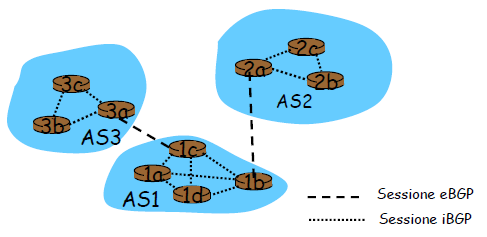 2c
2a
2b
AS2
3c
3a
3b
AS3
1c
1a
1d
1b
AS1
Sessione eBGP
Sessione iBGP